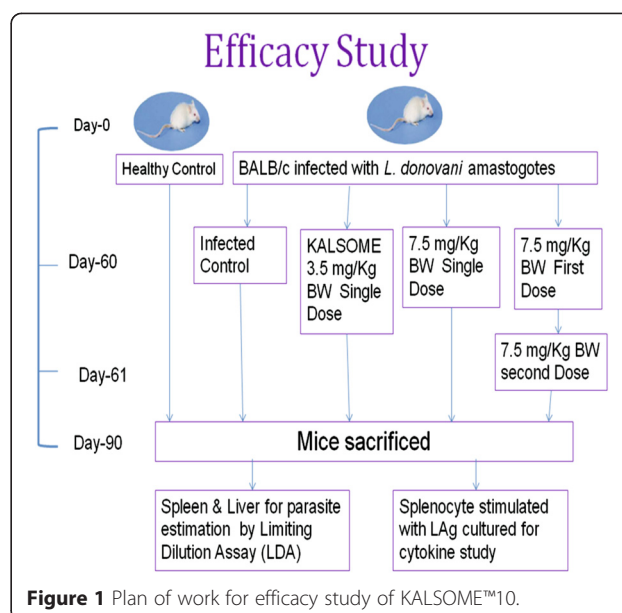 Efficacy Study
Day-0
Healthy Control
BALB/c infected with L. donovani amastogotes
Day-60
Infected
Control
KALSOME
3.5 mg/Kg
BW Single
Dose
7.5 mg/Kg
BW Single
Dose
7.5 mg/Kg
BW First
Dose
7.5 mg/Kg BW
second Dose
Day-61
Day-90
Mice sacrificed
Spleen & Liver for parasite
estimation by Limiting
Dilution Assay (LDA)
Splenocyte stimulated
with LAg cultured for
cytokine study
Figure 1 Plan of work for efficacy study of KALSOME™10.